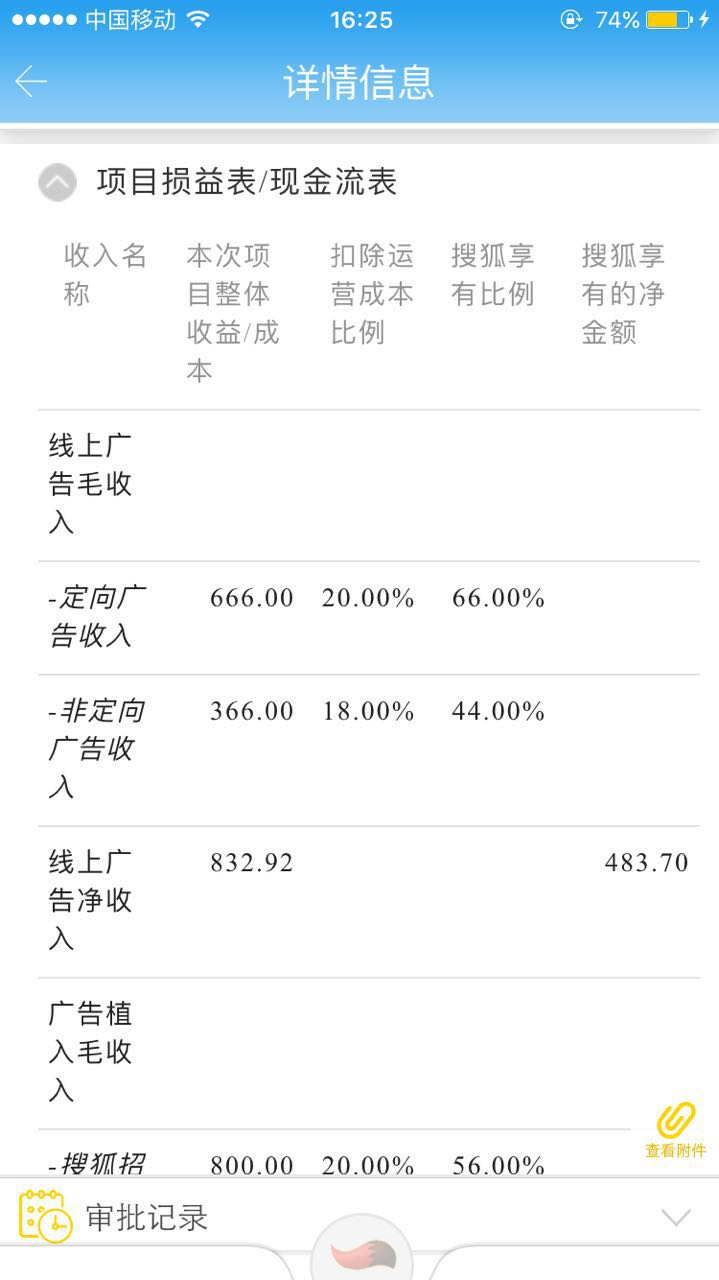 中国移动 16:25 74%
详情信息
项目损益表/现金流表
收入名称 本次项目整体收益/成本 扣除运营成本比例 搜狐享有比例 搜狐享有的净金额
线上广告毛收入
-定向广告收入 666.00 20.00% 66.00%
-非定向广告收入 366.00 18.00% 44.00%
线上广告净收入 832.92 483.70
广告植入毛收入
-搜狐招 800.00 20.00% 56.00%
查看附件
审批记录